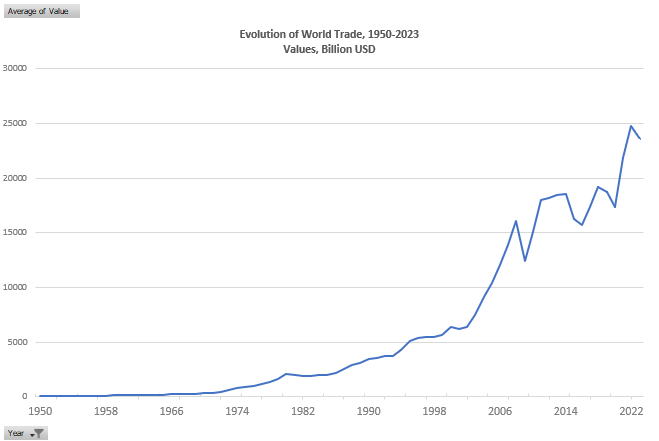 Average of Value
Evolution of World Trade, 1950-2023
Values, Billion USD
30000
25000
20000
15000
10000
5000
0
1950 1958 1966 1974 1982 1990 1998 2006 2014 2022
Year